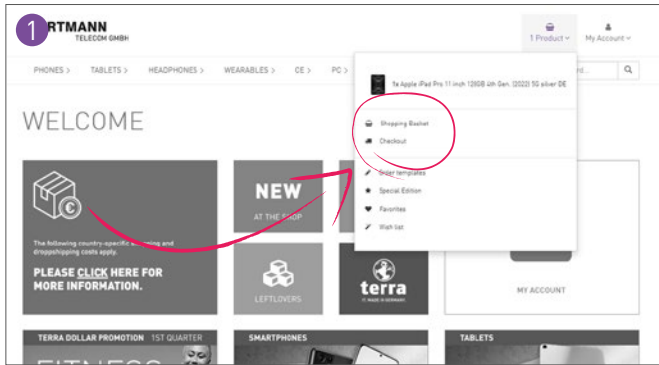 1
RTMANN
TELECOM GMBH
1 Product
My Account
PHONES > TABLETS > HEADPHONES > WEARABLES > CE > PC >
1x Apple iPad Pro 11 inch 128GB 4th Gen. (2022) 5G silver DE
WELCOME
Shopping Basket
Checkout
Order templates
Special Edition
Favorites
Wish list
The following country-specific and
droppshipping costs apply.
PLEASE CLICK HERE FOR
MORE INFORMATION.
NEW
AT THE SHOP
LEFTLOVERS
terra
IT. MADE IN GERMANY.
MY ACCOUNT
TERRA DOLLAR PROMOTION 1ST QUARTER
FITNESS
SMARTPHONES
TABLETS